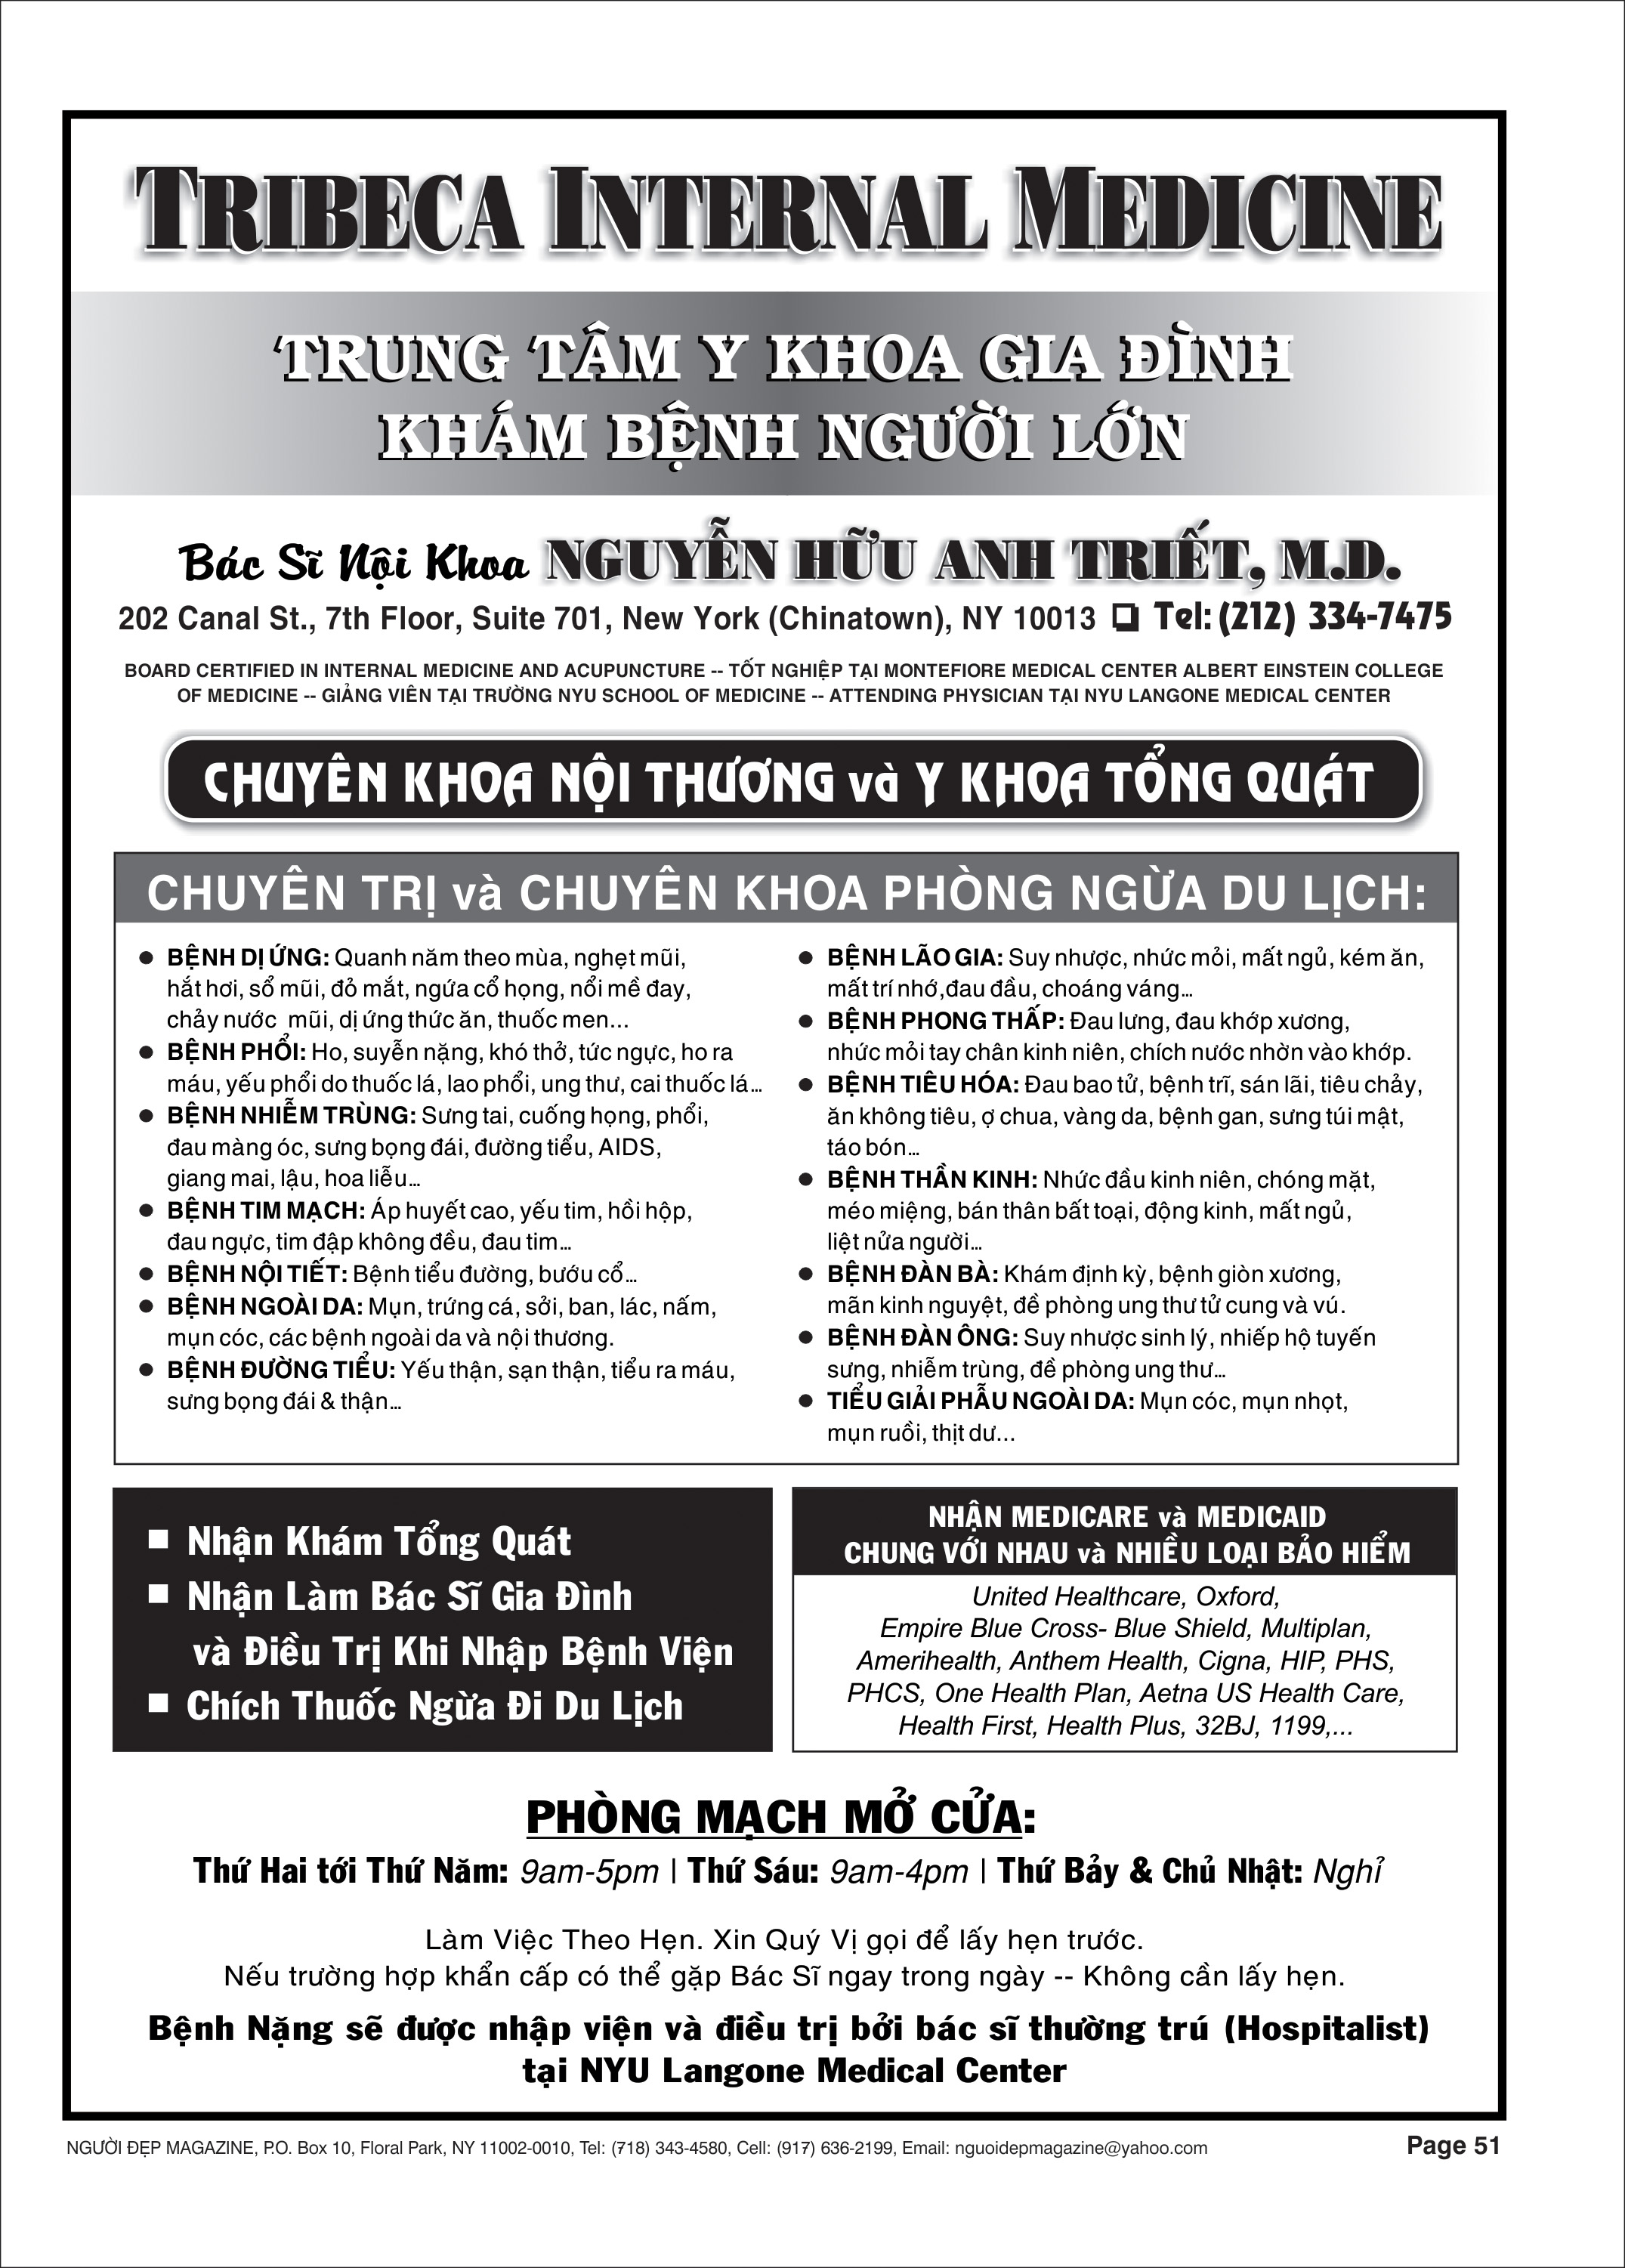 TRIBECA INTERNAL MEDICINE
TRUNG TÂM Y KHOA GIA ĐÌNH
KHÁM BỆNH NGƯỜI LỚN
Bác Sĩ Nội Khoa NGUYỄN HỮU ANH TRIẾT, M.D.
202 Canal St., 7th Floor, Suite 701, New York (Chinatown), NY 10013 ❏ Tel: (212) 334-7475
BOARD CERTIFIED IN INTERNAL MEDICINE AND ACUPUNCTURE -- TỐT NGHIỆP TẠI MONTEFIORE MEDICAL CENTER ALBERT EINSTEIN COLLEGE
OF MEDICINE -- GIẢNG VIÊN TẠI TRƯỜNG NYU SCHOOL OF MEDICINE -- ATTENDING PHYSICIAN TẠI NYU LANGONE MEDICAL CENTER
CHUYÊN KHOA NỘI THƯƠNG và Y KHOA TỔNG QUÁT
CHUYÊN TRỊ và CHUYÊN KHOA PHÒNG NGỪA DU LỊCH:
● BỆNH DỊ ỨNG: Quanh năm theo mùa, nghẹt mũi,
hắt hơi, sổ mũi, đỏ mắt, ngứa cổ họng, nổi mề đay,
chảy nước mũi, dị ứng thức ăn, thuốc men...
● BỆNH PHỔI: Ho, suyễn nặng, khó thở, tức ngực, ho ra
máu, yếu phổi do thuốc lá, lao phổi, ung thư, cai thuốc lá...
● BỆNH NHIỄM TRÙNG: Sưng tai, cuống họng, phổi,
đau màng óc, sưng bọng đái, đường tiểu, AIDS,
giang mai, lậu, hoa liễu...
● BỆNH TIM MẠCH: Áp huyết cao, yếu tim, hồi hộp,
đau ngực, tim đập không đều, đau tim...
● BỆNH NỘI TIẾT: Bệnh tiểu đường, bướu cổ...
● BỆNH NGOÀI DA: Mụn, trứng cá, sởi, ban, lác, nấm,
mụn cóc, các bệnh ngoài da và nội thương.
● BỆNH ĐƯỜNG TIỂU: Yếu thận, sạn thận, tiểu ra máu,
sưng bọng đái & thận...
● BỆNH LÃO GIA: Suy nhược, nhức mỏi, mất ngủ, kém ăn,
mất trí nhớ,đau đầu, choáng váng...
● BỆNH PHONG THẤP: Đau lưng, đau khớp xương,
nhức mỏi tay chân kinh niên, chích nước nhờn vào khớp.
● BỆNH TIÊU HÓA: Đau bao tử, bệnh trĩ, sán lãi, tiêu chảy,
ăn không tiêu, ợ chua, vàng da, bệnh gan, sưng túi mật,
táo bón...
● BỆNH THẦN KINH: Nhức đầu kinh niên, chóng mặt,
méo miệng, bán thân bất toại, động kinh, mất ngủ,
liệt nửa người...
● BỆNH ĐÀN BÀ: Khám định kỳ, bệnh giòn xương,
mãn kinh nguyệt, đề phòng ung thư tử cung và vú.
● BỆNH ĐÀN ÔNG: Suy nhược sinh lý, nhiếp hộ tuyến
sưng, nhiễm trùng, đề phòng ung thư...
● TIỂU GIẢI PHẪU NGOÀI DA: Mụn cóc, mụn nhọt,
mụn ruồi, thịt dư...
■ Nhận Khám Tổng Quát
■ Nhận Làm Bác Sĩ Gia Đình
và Điều Trị Khi Nhập Bệnh Viện
■ Chích Thuốc Ngừa Đi Du Lịch
NHẬN MEDICARE và MEDICAID
CHUNG VỚI NHAU và NHIỀU LOẠI BẢO HIỂM
United Healthcare, Oxford,
Empire Blue Cross- Blue Shield, Multiplan,
Amerihealth, Anthem Health, Cigna, HIP, PHS,
PHCS, One Health Plan, Aetna US Health Care,
Health First, Health Plus, 32BJ, 1199,...
PHÒNG MẠCH MỞ CỬA:
Thứ Hai tới Thứ Năm: 9am-5pm | Thứ Sáu: 9am-4pm | Thứ Bảy & Chủ Nhật: Nghỉ
Làm Việc Theo Hẹn. Xin Quý Vị gọi để lấy hẹn trước.
Nếu trường hợp khẩn cấp có thể gặp Bác Sĩ ngay trong ngày -- Không cần lấy hẹn.
Bệnh Nặng sẽ được nhập viện và điều trị bởi bác sĩ thường trú (Hospitalist)
tại NYU Langone Medical Center
NGƯỜI ĐẸP MAGAZINE, P.O. Box 10, Floral Park, NY 11002-0010, Tel: (718) 343-4580, Cell: (917) 636-2199, Email: nguoidepmagazine@yahoo.com
Page 51